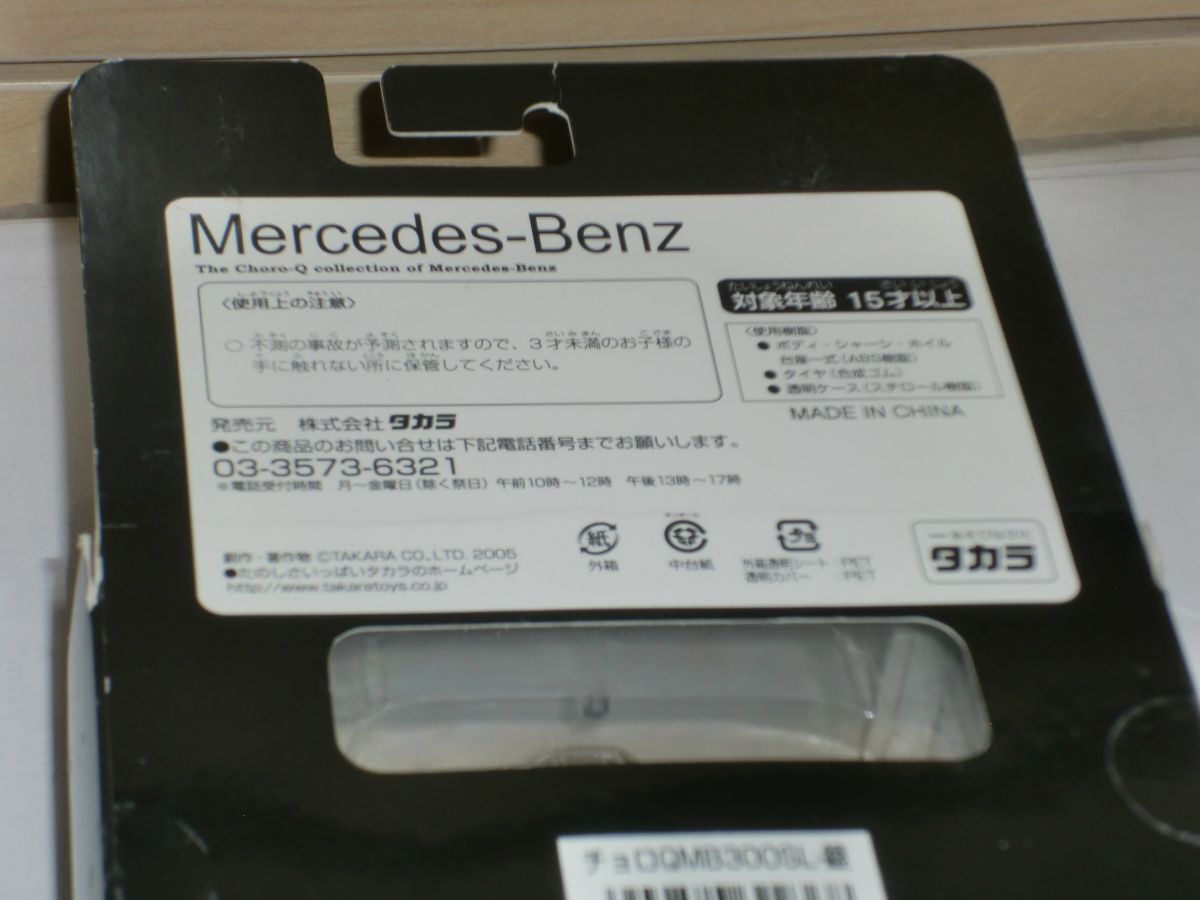 Mercedes-Benz
The Choro-Q collection of Mercedes-Benz
〈使用上の注意〉
○ 不測の事故が予測されますので、3才未満のお子様の
手に触れない所に保管してください。
対象年齢 15才以上
〈使用樹脂〉
● ボディ・シャーシ・ホイル
台座一式(ABS樹脂)
● タイヤ(合成ゴム)
● 透明ケース(スチロール樹脂)
MADE IN CHINA
発売元 株式会社 タカラ
●この商品のお問い合せは下記電話番号までお願いします。
03-3573-6321
※電話受付時間 月〜金曜日(除く祭日) 午前10時〜12時 午後13時〜17時
創作・著作物 ©TAKARA CO.,LTD. 2005
●たのしさいっぱいタカラのホームページ
http://www.takaratoys.co.jp
紙
外箱
ダンボール
中台紙
プラ
外箱透明シート :PET
透明カバー :PET
タカラ
チョロQMB300SL-銀